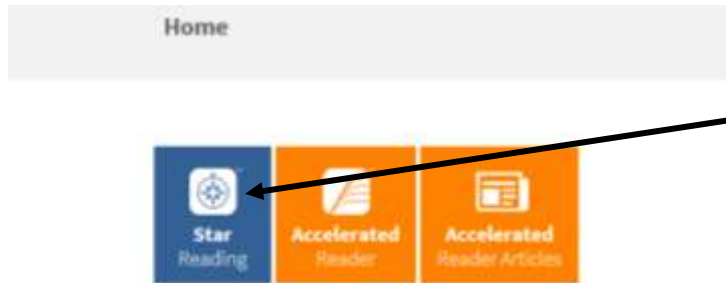 Home
Star
Reading
Accelerated
Reader
Accelerated
Reader Articles